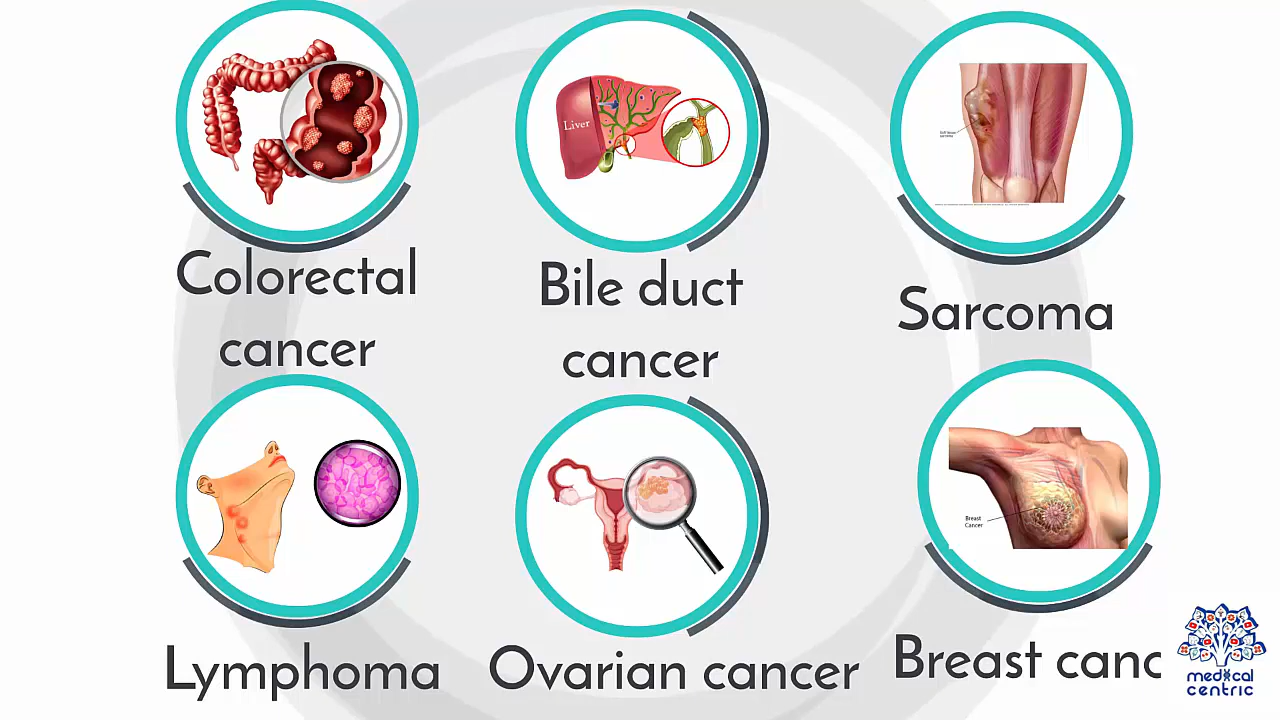 Liver
Colorectal
cancer
Bile duct
cancer
Sarcoma
Breast
Cancer
Lymphoma
Ovarian cancer
Breast canc
medical
centric